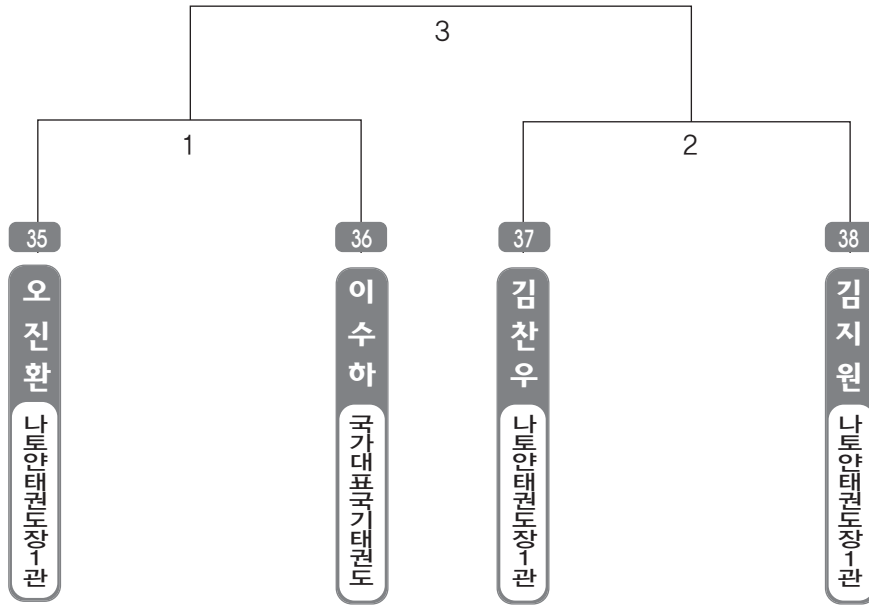 3
1
2
35
36
37
38
오진환
이수하
김찬우
김지원
나토얀태권도장1관
국가대표국기태권도
나토얀태권도장1관
나토얀태권도장1관